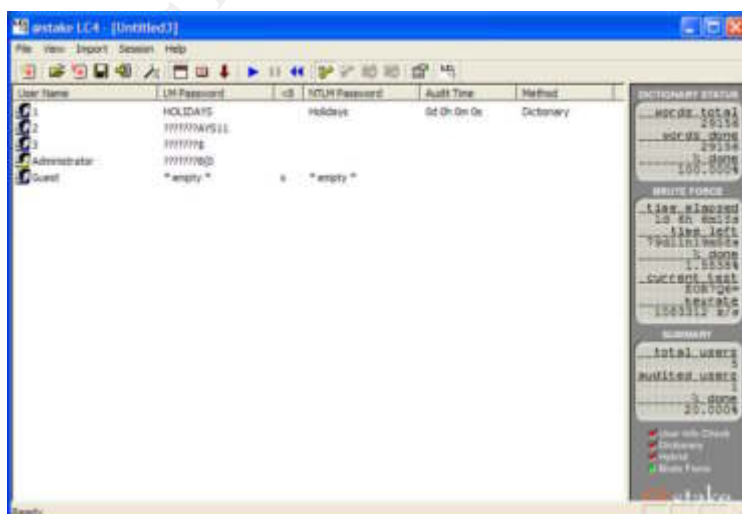 @stake LC4 - [Untitled3]
File View Import Session Help
User Name LM Password <8 NTLM Password Audit Time Method
1 HOLIDAYS Holidays 0d 0h 0m 0s Dictionary
2 ???????AYS11
3 ???????$
Administrator
Guest * empty * x * empty *
DICTIONARY STATUS
words total
29156
words done
29156
% done
100.000%
BRUTE FORCE
time elapsed
time left
% done
current test
keyrate
SUMMARY
total users
5
audited users
1
% done
20.000%
User Info Check
Dictionary
Hybrid
Brute Force
@stake
Ready